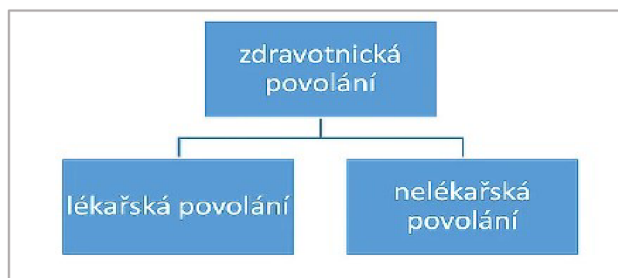 zdravotnická
povolání
lékařská povolání
nelékařská
povolání